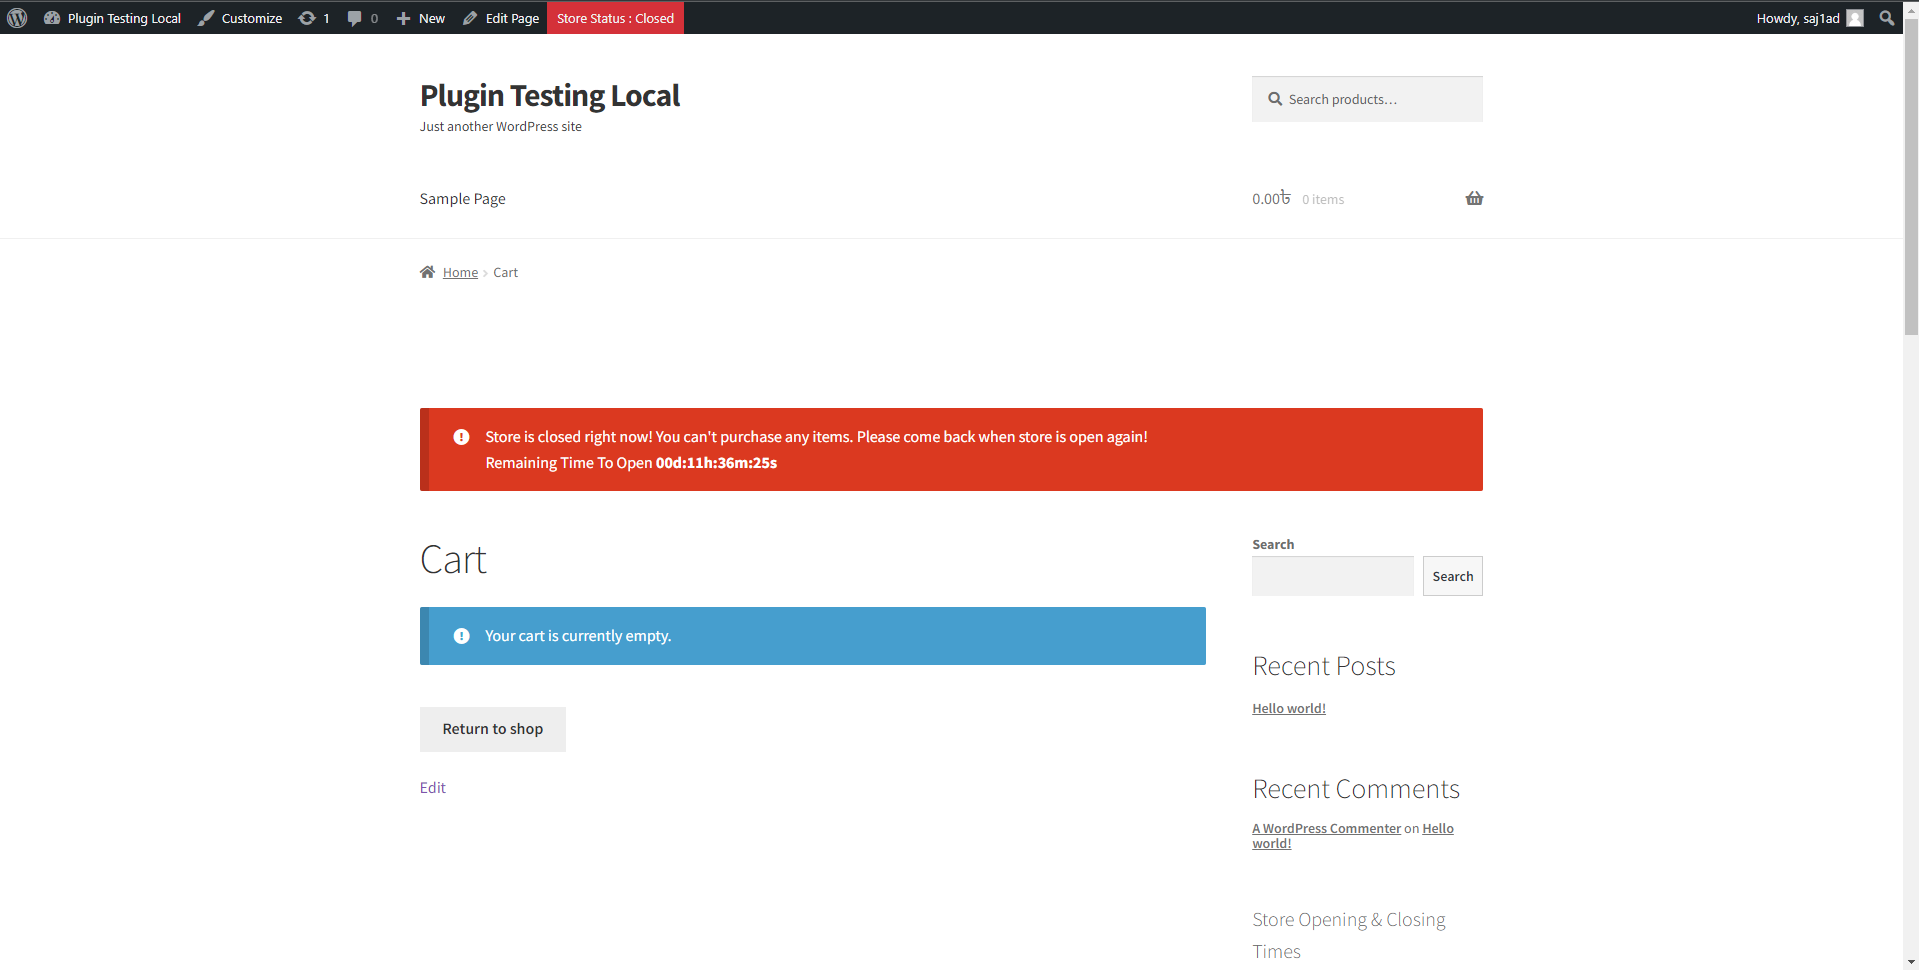 Plugin Testing Local Customize 1 0 New Edit Page Store Status : Closed Howdy, saj1ad
Plugin Testing Local
Search products…
Just another WordPress site
Sample Page 0.00৳ 0 items
Home Cart
Store is closed right now! You can't purchase any items. Please come back when store is open again!
Remaining Time To Open 00d:11h:36m:25s
Cart
Your cart is currently empty.
Return to shop
Edit
Search
Search
Recent Posts
Hello world!
Recent Comments
A WordPress Commenter on Hello
world!
Store Opening & Closing
Times